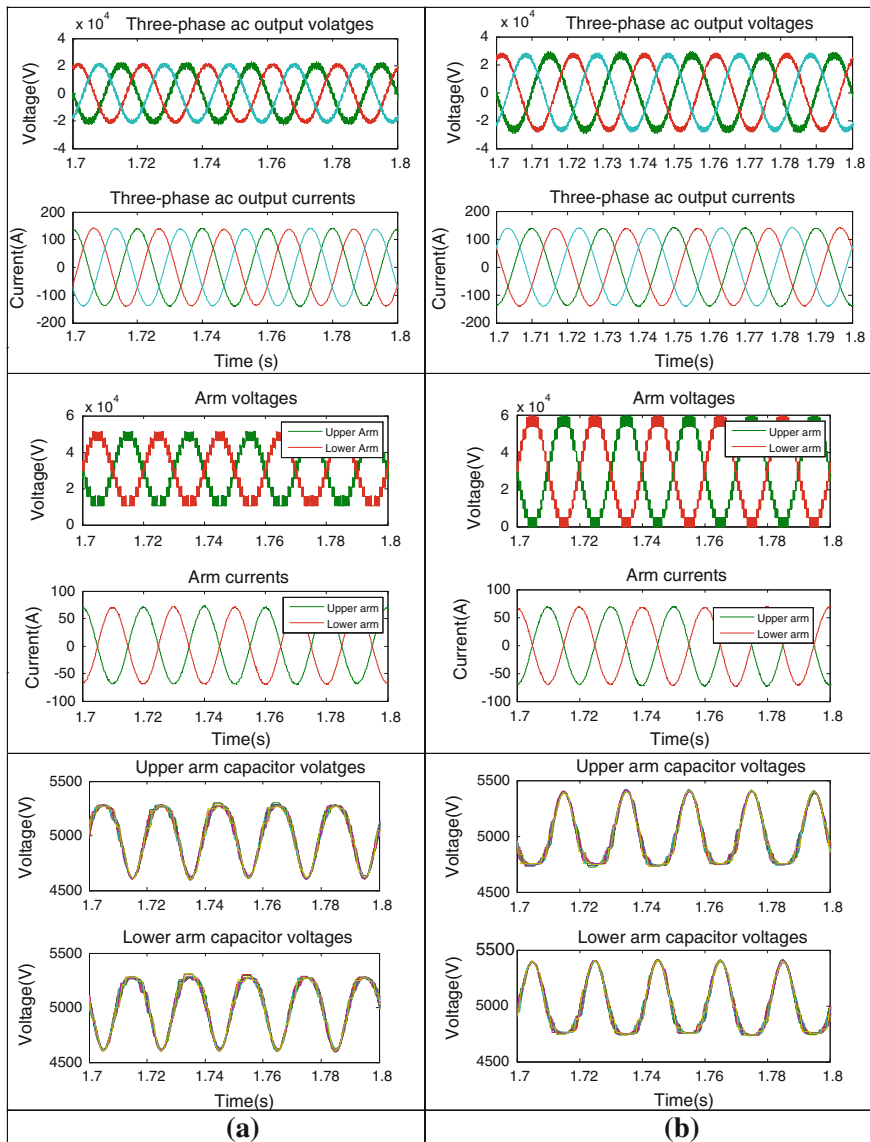 Three-phase ac output volatges
x 10⁴
Voltage(V)
4
2
0
-2
-4
1.7 1.72 1.74 1.76 1.78 1.8
Three-phase ac output currents
Current(A)
200
100
0
-100
-200
1.7 1.72 1.74 1.76 1.78 1.8
Time (s)
Three-phase ac output voltages
x 10⁴
Voltage(V)
4
2
0
-2
-4
1.7 1.71 1.72 1.73 1.74 1.75 1.76 1.77 1.78 1.79 1.8
Three-phase ac output currents
Current(A)
200
100
0
-100
-200
1.7 1.71 1.72 1.73 1.74 1.75 1.76 1.77 1.78 1.79 1.8
Time(s)
Arm voltages
x 10⁴
Voltage(V)
6
4
2
0
Upper Arm
Lower Arm
1.7 1.72 1.74 1.76 1.78 1.8
Arm currents
Current(A)
100
50
0
-50
-100
Upper arm
Lower arm
1.7 1.72 1.74 1.76 1.78 1.8
Time(s)
Arm voltages
x 10⁴
Voltage(V)
6
4
2
0
Upper arm
Lower arm
1.7 1.72 1.74 1.76 1.78 1.8
Arm currents
Current(A)
100
50
0
-50
-100
Upper arm
Lower arm
1.7 1.72 1.74 1.76 1.78 1.8
Time(s)
Upper arm capacitor volatges
Voltage(V)
5500
5000
4500
1.7 1.72 1.74 1.76 1.78 1.8
Lower arm capacitor voltages
Voltage(V)
5500
5000
4500
1.7 1.72 1.74 1.76 1.78 1.8
Time(s)
Upper arm capacitor voltages
Voltage(V)
5500
5000
4500
1.7 1.72 1.74 1.76 1.78 1.8
Lower arm capacitor voltages
Voltage(V)
5500
5000
4500
1.7 1.72 1.74 1.76 1.78 1.8
Time(s)
(a)
(b)